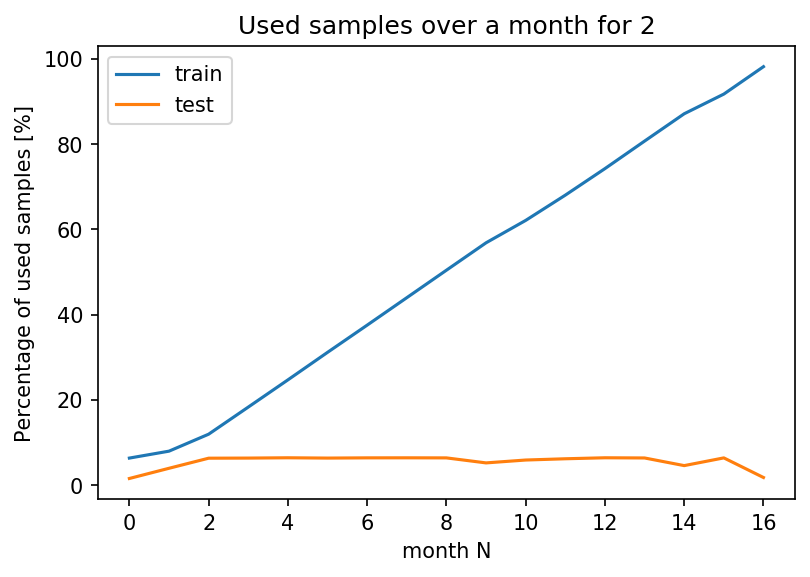 Used samples over a month for 2
train
test
Percentage of used samples [%]
100
80
60
40
20
0
0 2 4 6 8 10 12 14 16
month N